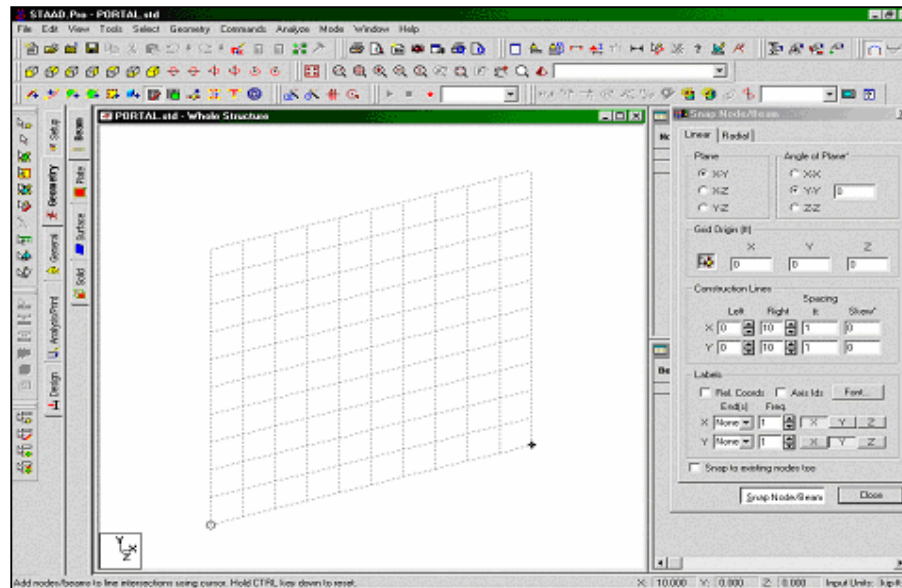 STAAD.Pro - PORTAL.std
File Edit View Tools Select Geometry Commands Analyze Mode Window Help
Setup
Geometry
General
Analysis/Print
Design
Beam
Plate
Surface
Solid
PORTAL.std - Whole Structure
Y
X
Z
Snap Node/Beam
Linear Radial
Plane
X-Y
X-Z
Y-Z
Angle of Plane°
X-X
Y-Y 0
Z-Z
Grid Origin (ft)
X Y Z
0 0 0
Construction Lines
Spacing
Left Right ft Skew°
X 0 10 1 0
Y 0 10 1 0
Labels
Rel. Coords Axis Ids Font...
End(s) Freq.
X None 1 X Y Z
Y None 1 X Y Z
Snap to existing nodes too
Snap Node/Beam Close
Add nodes/beams to line intersections using cursor. Hold CTRL key down to reset. X: 10.000 Y: 0.000 Z: 0.000 Input Units: